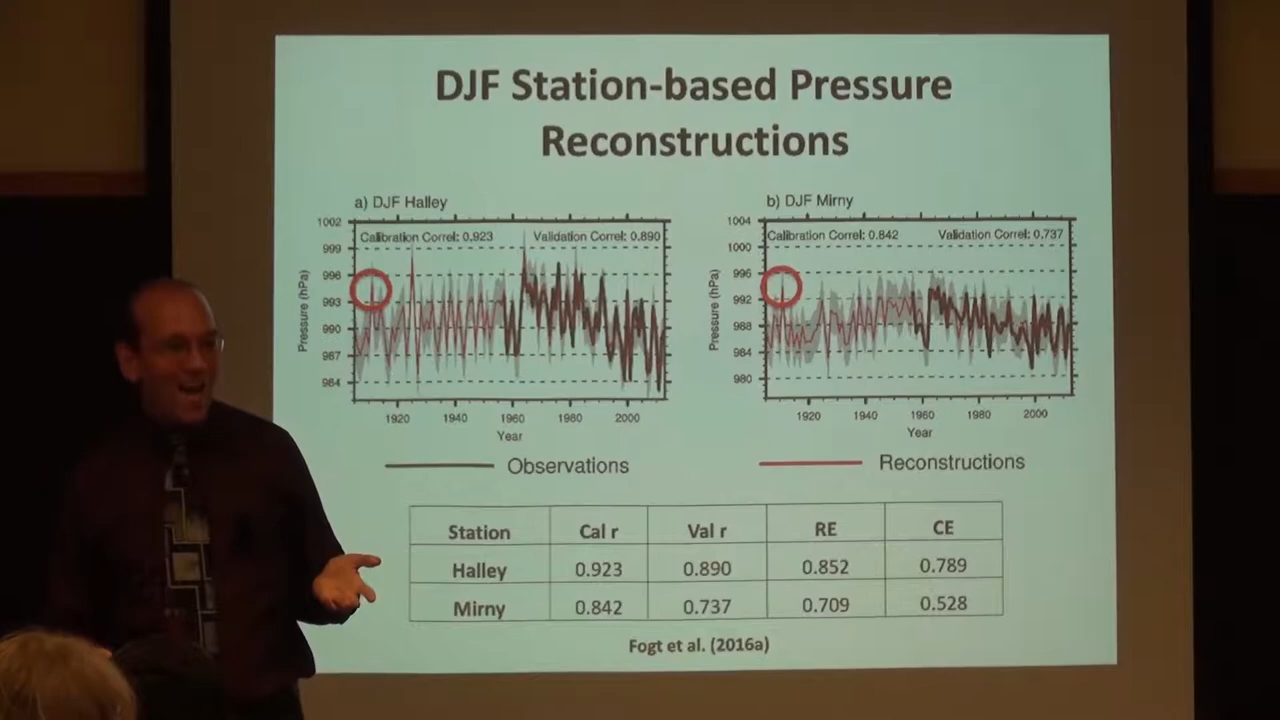 DJF Station-based Pressure
Reconstructions
a) DJF Halley
Calibration Correl: 0.923 Validation Correl: 0.890
1002
999
996
993
990
987
984
Pressure (hPa)
1920 1940 1960 1980 2000
Year
b) DJF Mirny
Calibration Correl: 0.842 Validation Correl: 0.737
1004
1000
996
992
988
984
980
Pressure (hPa)
1920 1940 1960 1980 2000
Year
Observations Reconstructions
Station Cal r Val r RE CE
Halley 0.923 0.890 0.852 0.789
Mirny 0.842 0.737 0.709 0.528
Fogt et al. (2016a)